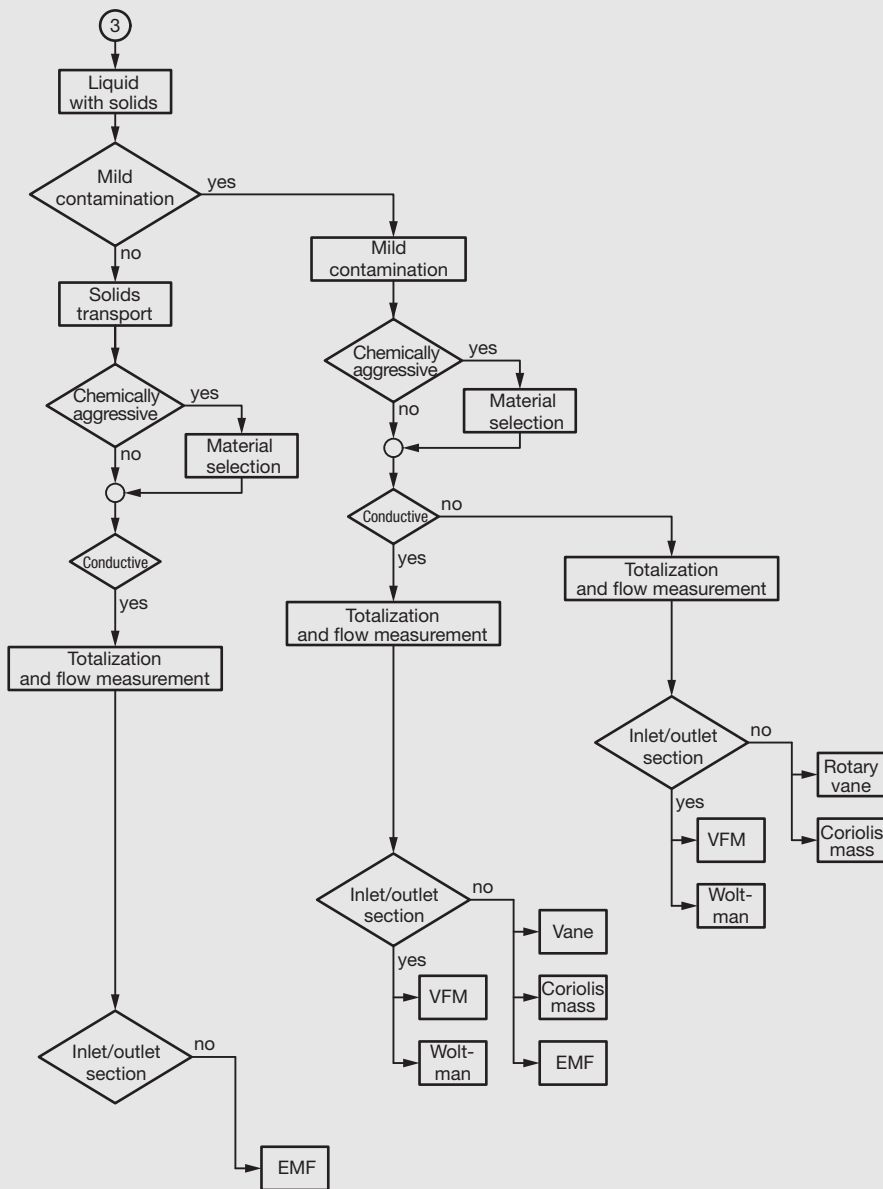 3
Liquid
with solids
Mild
contamination
yes
no
Mild
contamination
Solids
transport
Chemically
aggressive
yes
no
Material
selection
Chemically
aggressive
yes
no
Material
selection
Conductive
no
yes
Conductive
yes
Totalization
and flow measurement
Totalization
and flow measurement
Totalization
and flow measurement
Inlet/outlet
section
no
yes
Rotary
vane
VFM
Coriolis
mass
Wolt-
man
Inlet/outlet
section
no
yes
Vane
VFM
Coriolis
mass
Wolt-
man
EMF
Inlet/outlet
section
no
EMF